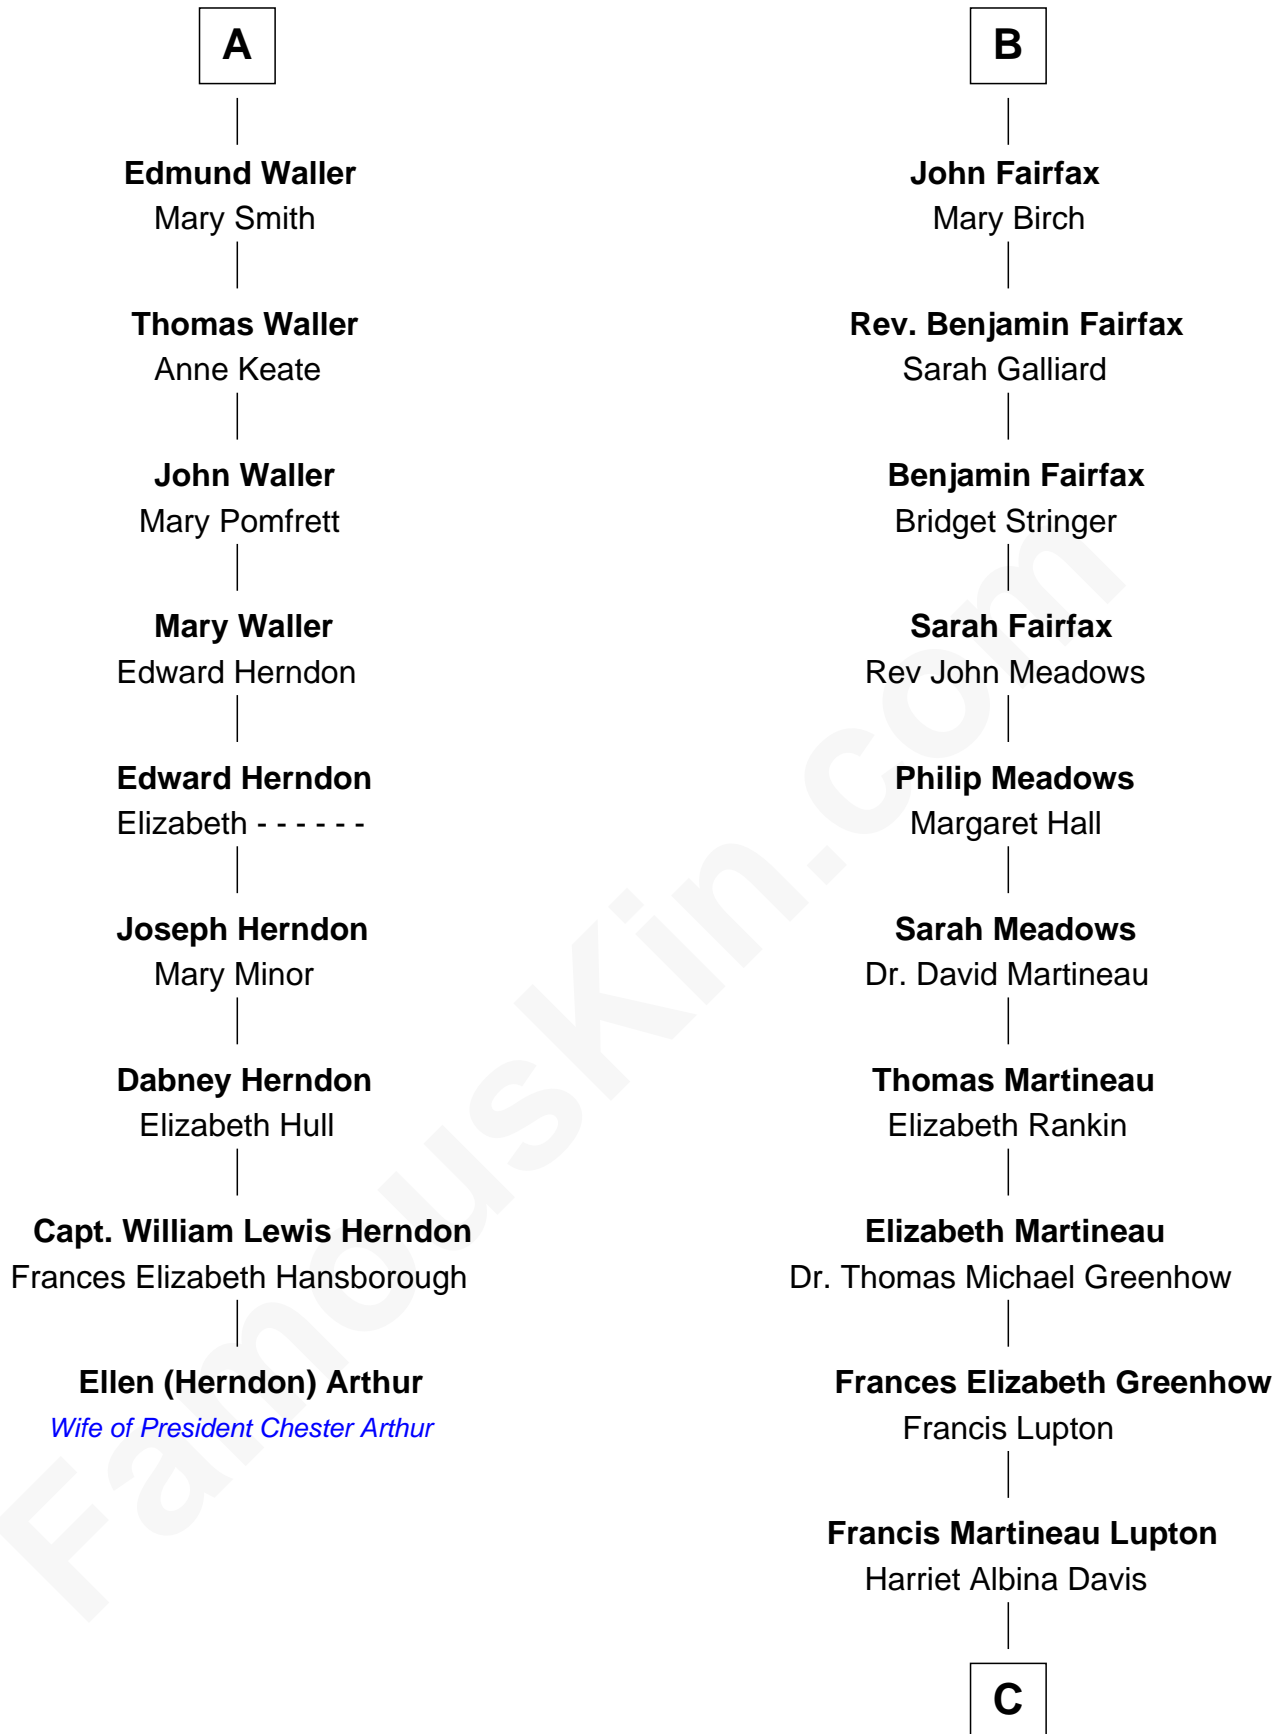 A
Edmund Waller
Mary Smith
Thomas Waller
Anne Keate
John Waller
Mary Pomfrett
Mary Waller
Edward Herndon
Edward Herndon
Elizabeth - - - - - -
Joseph Herndon
Mary Minor
Dabney Herndon
Elizabeth Hull
Capt. William Lewis Herndon
Frances Elizabeth Hansborough
Ellen (Herndon) Arthur
Wife of President Chester Arthur
B
John Fairfax
Mary Birch
Rev. Benjamin Fairfax
Sarah Galliard
Benjamin Fairfax
Bridget Stringer
Sarah Fairfax
Rev John Meadows
Philip Meadows
Margaret Hall
Sarah Meadows
Dr. David Martineau
Thomas Martineau
Elizabeth Rankin
Elizabeth Martineau
Dr. Thomas Michael Greenhow
Frances Elizabeth Greenhow
Francis Lupton
Francis Martineau Lupton
Harriet Albina Davis
C
FamousKin.com